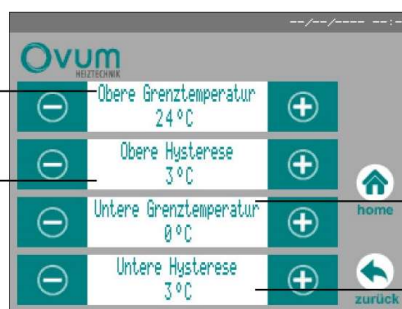 --/--/---- --:-
Ovum
HEIZTECHNIK
Obere Grenztemperatur
24°C
Obere Hysterese
3°C
home
Untere Grenztemperatur
0°C
Untere Hysterese
3°C
zurück